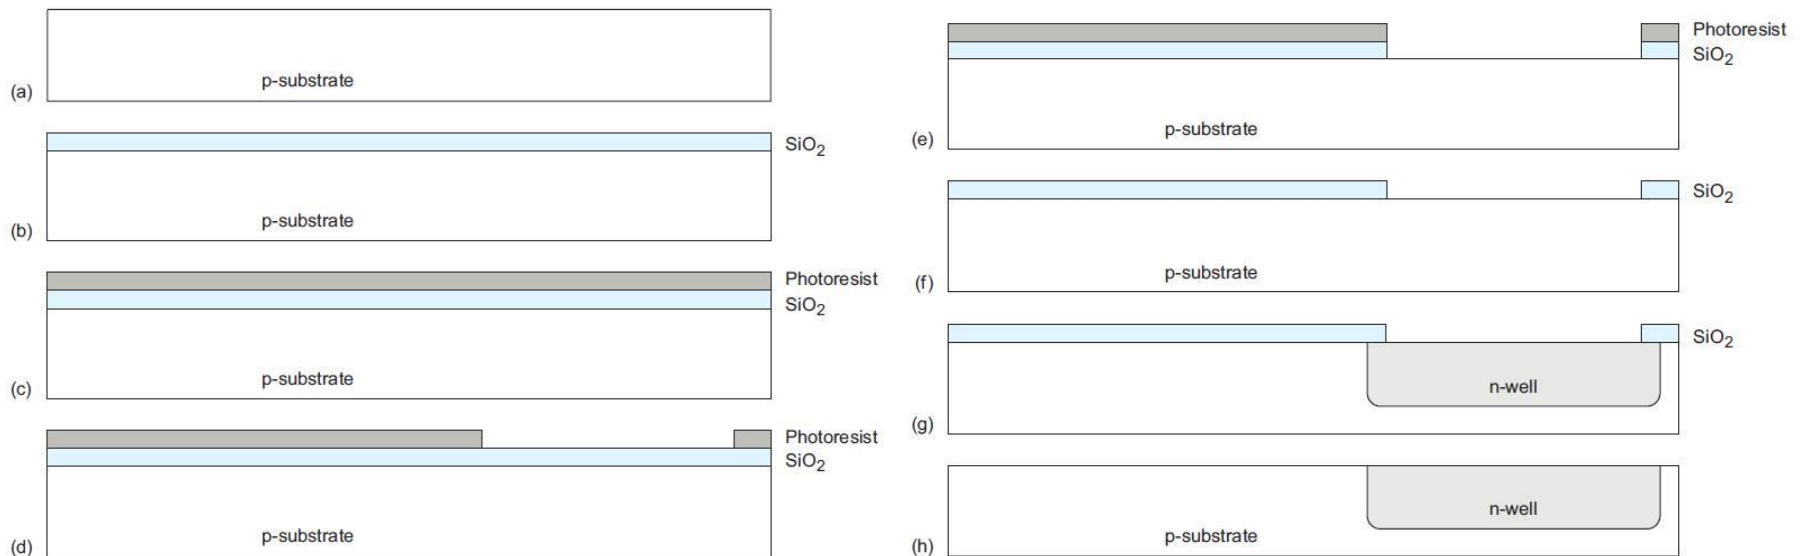 p-substrate
(a)
SiO2
p-substrate
(b)
Photoresist
SiO2
p-substrate
(c)
Photoresist
SiO2
p-substrate
(d)
Photoresist
SiO2
p-substrate
(e)
SiO2
p-substrate
(f)
SiO2
n-well
(g)
n-well
p-substrate
(h)